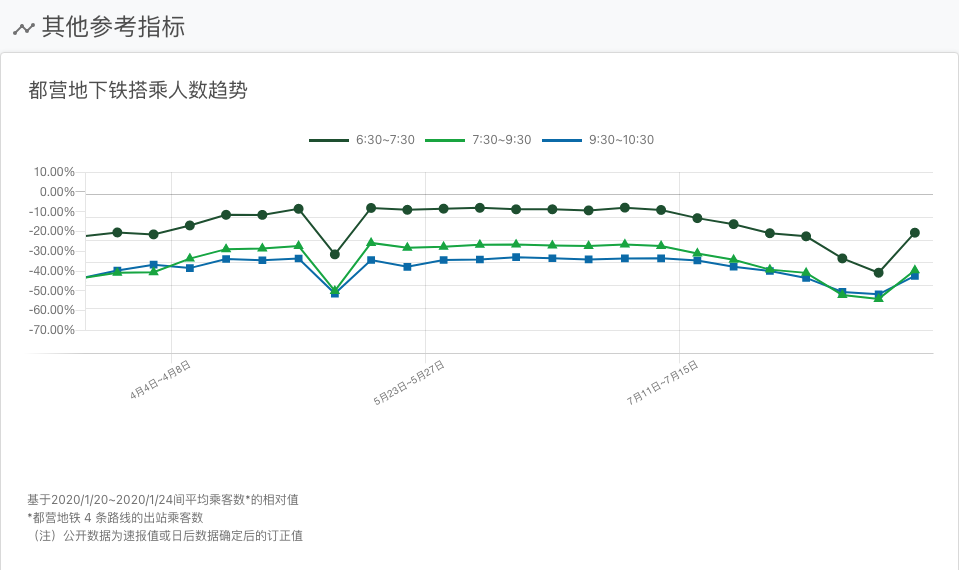 其他参考指标
都营地下铁搭乘人数趋势
6:30~7:30 7:30~9:30 9:30~10:30
10.00%
0.00%
-10.00%
-20.00%
-30.00%
-40.00%
-50.00%
-60.00%
-70.00%
4月4日~4月8日 5月23日~5月27日 7月11日~7月15日
基于2020/1/20~2020/1/24间平均乘客数*的相对值
*都营地铁 4 条路线的出站乘客数
（注）公开数据为速报值或日后数据确定后的订正值